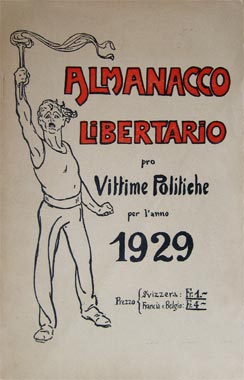 ALMANACCO
LIBERTARIO
pro
Vittime Politiche
per l'anno
1929
Prezzo { Svizzera: Fr. 1.-
Francia e Belgio: Fr. 4.-